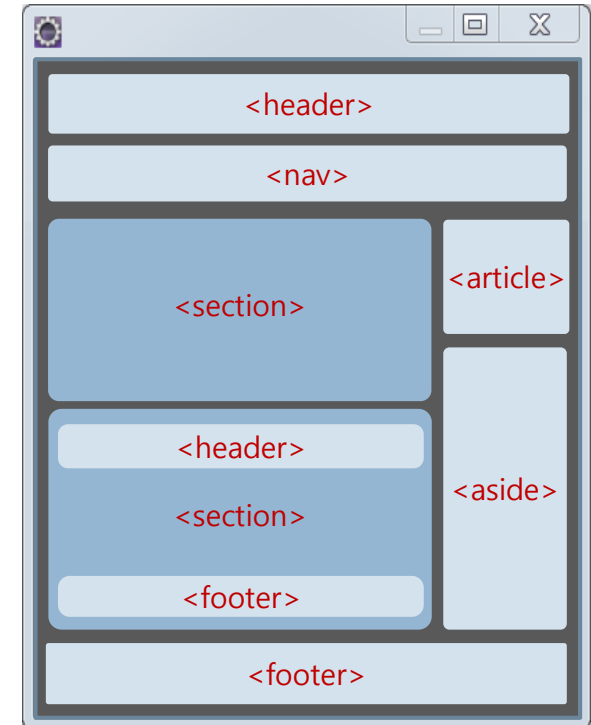 <header>
<nav>
<section>
<article>
<header>
<section>
<footer>
<aside>
<footer>